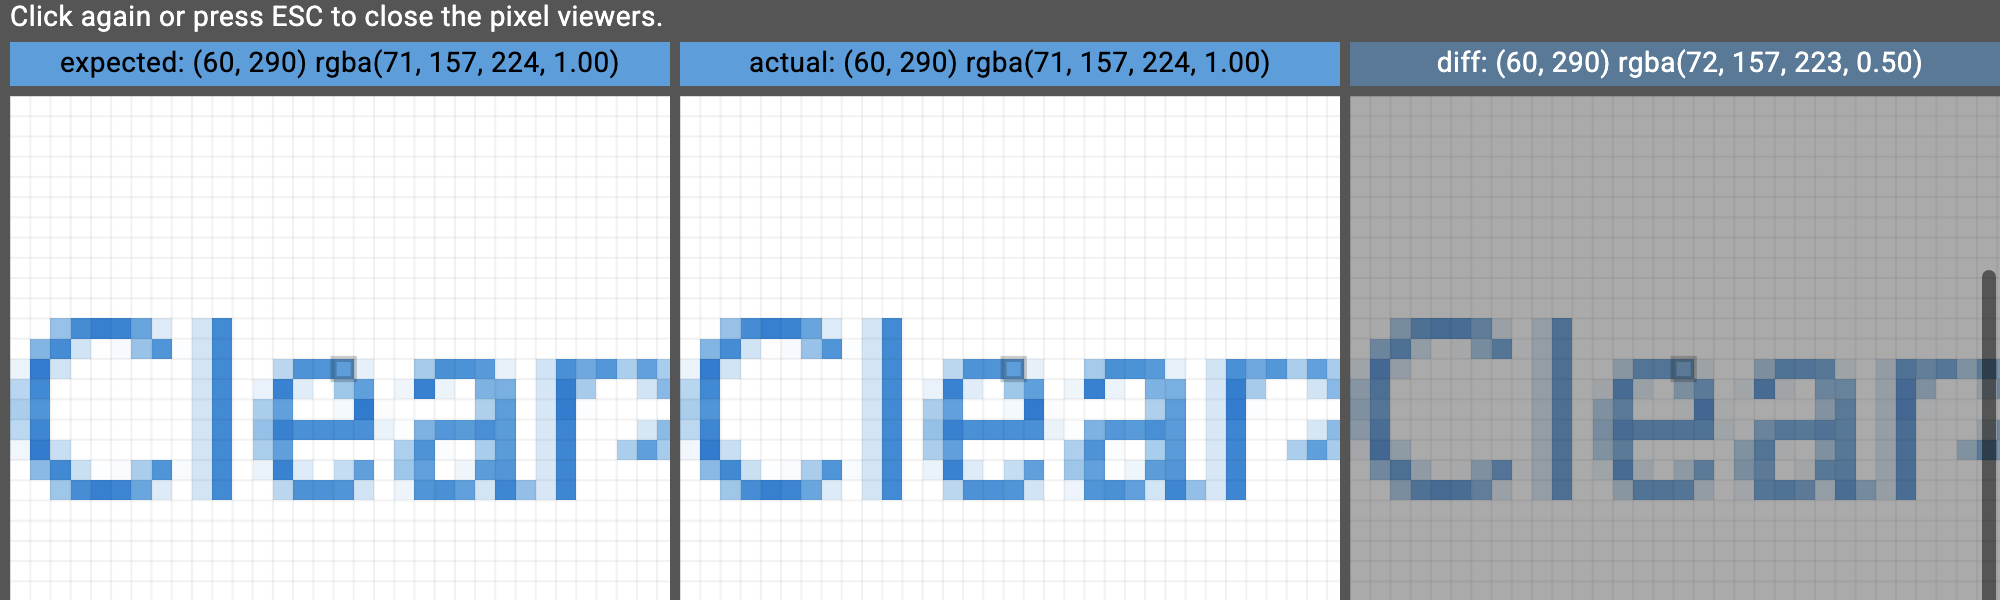 Click again or press ESC to close the pixel viewers.
expected: (60, 290) rgba(71, 157, 224, 1.00)
actual: (60, 290) rgba(71, 157, 224, 1.00)
diff: (60, 290) rgba(72, 157, 223, 0.50)
Clear
Clear
Clear